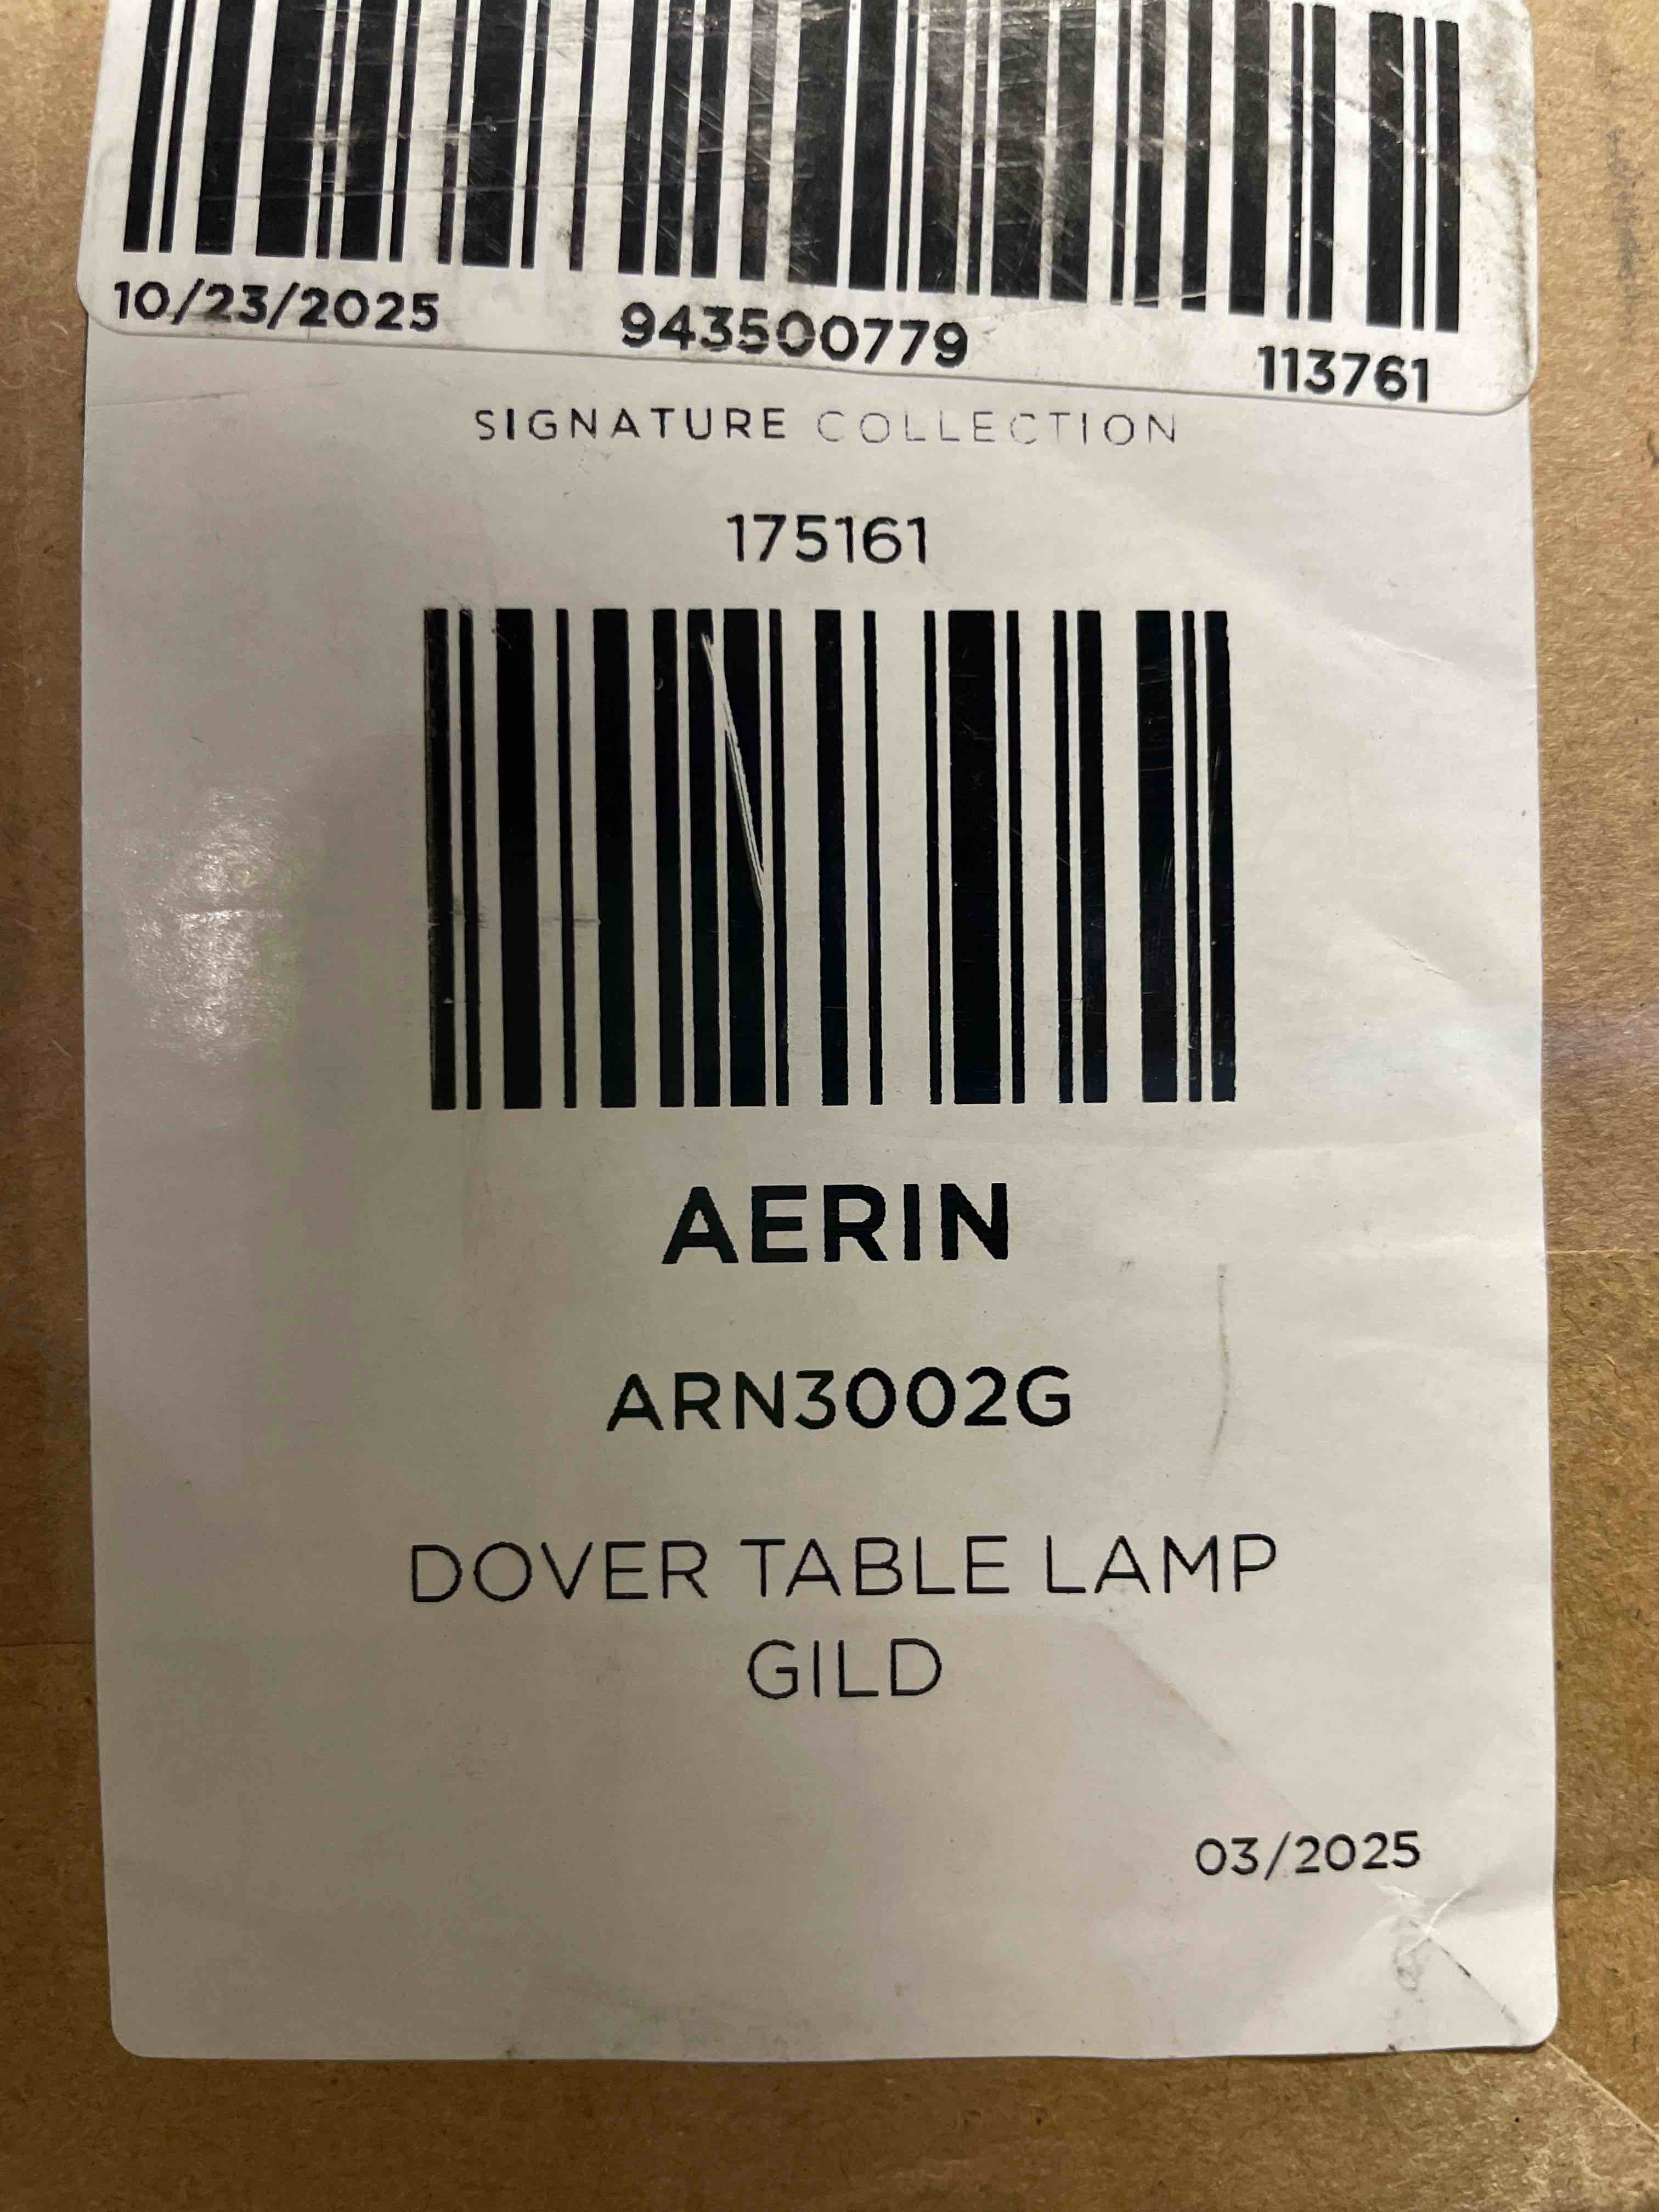 10/23/2025 943500779 113761
SIGNATURE COLLECTION
175161
AERIN
ARN3002G
DOVER TABLE LAMP
GILD
03/2025